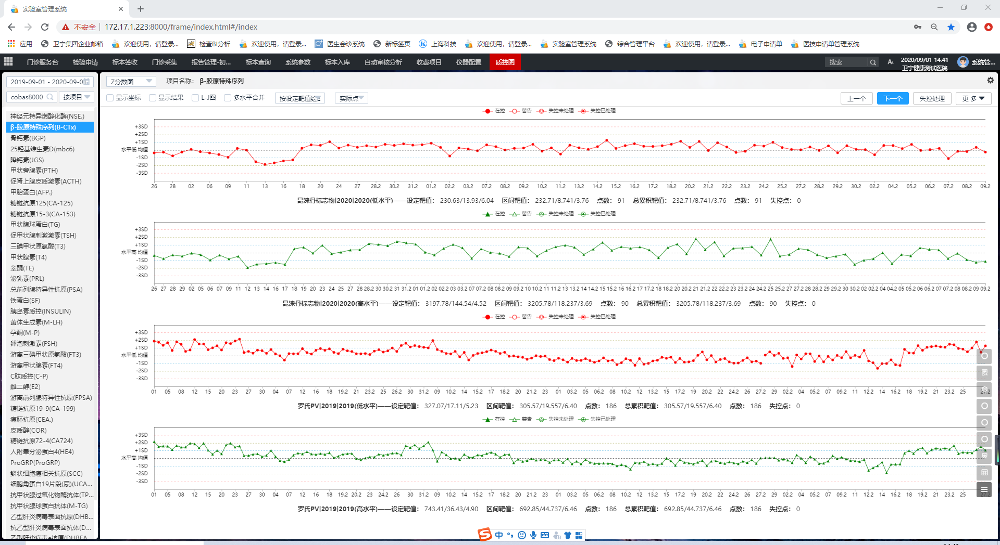 实验室管理系统
不安全 172.17.1.223:8000/frame/index.html#/index
应用 卫宁集团企业邮箱 欢迎使用，请登录... 检查BI分析 欢迎使用，请登录... 医生会诊系统 新标签页 上海科技 欢迎使用，请登录... 实验室管理系统 综合管理平台 欢迎使用，请登录... 电子申请单 医技申请单管理系统
门诊服务台 检验申请 标本签收 门诊采集 报告管理-初... 标本查询 系统参数 标本入库 自动审核分析 收费项目 仪器配置 质控图 搜索 2020/09/01 14:41 系统管...
卫宁健康测试医院
2019-09-01 - 2020-09-0
cobas8000 按项目
神经元特异烯醇化酶(NSE.)
β-胶原特殊序列(B-CTx)
骨钙素(BGP)
25羟基维生素D(mbc6)
降钙素(JGS)
甲状旁腺素(PTH)
促肾上腺皮质激素(ACTH)
甲胎蛋白(AFP.)
糖链抗原125(CA-125)
糖链抗原15-3(CA-153)
甲状腺球蛋白(TG)
促甲状腺刺激激素(TSH)
三碘甲状原氨酸(T3)
甲状腺素(T4)
睾酮(TE)
泌乳素(PRL)
总前列腺特异性抗原(PSA)
铁蛋白(SF)
胰岛素质控(INSULIN)
黄体生成素(M-LH)
孕酮(M-P)
卵泡刺激素(FSH)
游离三碘甲状原氨酸(FT3)
游离甲状腺素(FT4)
C肽质控(C-P)
雌二醇(E2)
游离前列腺特异性抗原(FPSA)
糖链抗原19-9(CA-199)
癌胚抗原(CEA.)
皮质醇(COR)
糖链抗原72-4(CA724)
人附睾分泌蛋白4(HE4)
ProGRP(ProGRP)
鳞状细胞癌相关抗原(SCC)
细胞角蛋白19片段(尿)(UCA...
抗甲状腺过氧化物酶抗体(TP...
抗甲状腺球蛋白抗体(M-TG)
乙型肝炎病毒表面抗原(DHB...
抗乙型肝炎病毒表面抗体(D...
乙型肝炎病毒e抗原(DHBEA
Z分数图 项目名称： β-胶原特殊序列
显示坐标 显示结果 L-J图 多水平合并 按设定靶值绘 实际点 上一个 下一个 失控处理 更多
在控 警告 失控未处理 失控已处理
+3SD
+2SD
+1SD
水平低 均值
-1SD
-2SD
-3SD
26 28 02 06 09 11 13 16 18 20 24 27 28.2 30.2 31.2 01.2 02.2 03.2 07.2 08.2 09.2 10.2 11.2 13.2 14.2 15.2 16.2 17.2 18.2 20.2 21.2 22.2 23.2 24.2 25.2 27.2 28.2 29.2 30.2 02.2 04.2 05.2 06.2 07.2 08.2 09.2
昆涞骨标志物|2020|2020(低水平)——设定靶值： 230.63/13.93/6.04 区间靶值： 232.71/8.741/3.76 点数： 91 总累积靶值： 232.71/8.741/3.76 点数： 91 失控点： 0
在控 警告 失控未处理 失控已处理
+3SD
+2SD
+1SD
水平高 均值
-1SD
-2SD
-3SD
26 27 28 29 02 05 06 07 09 11 12 13 14 16 17 18 19 20 23 24 25 27 28 28.2 29 30.2 31 31.2 01 01.2 02 02.2 03 03.2 07 07.2 08 08.2 09 09.2 10 10.2 11 11.2 12 13 13.2 14 14.2 15 15.2 16 16.2 17 17.2 18 18.2 20 20.2 21 21.2 22 22.2 23 23.2 24 24.2 25 25.2 27 27.2 28 28.2 29 29.2 30 30.2 02 02.2 04 04.2 05 05.2 06 06.2 07 07.2 08 08.2 09 09.2
昆涞骨标志物|2020|2020(高水平)——设定靶值： 3197.78/144.54/4.52 区间靶值： 3205.78/118.237/3.69 点数： 90 总累积靶值： 3205.78/118.237/3.69 点数： 90 失控点： 0
在控 警告 失控未处理 失控已处理
+3SD
+2SD
+1SD
水平低 均值
-1SD
-2SD
-3SD
01 05 08 12 15 20 23 27 30 04 07 12 16 18 19.2 21 23.2 25 26.2 31.2 09 10.2 14 15.2 17 18.2 20 21.2 23 01 03 05 06.2 08 10 12 13.2 15 17.2 19 20.2 22 24.2 26 27.2 29 02.2 04 05.2 07 09.2 11 12.2 14 16.2 18 19.2 21 23.2 25
罗氏PV|2019|2019(低水平)——设定靶值： 327.07/17.11/5.23 区间靶值： 305.57/19.557/6.40 点数： 186 总累积靶值： 305.57/19.557/6.40 点数： 186 失控点： 0
在控 警告 失控未处理 失控已处理
+3SD
+2SD
+1SD
水平高 均值
-1SD
-2SD
-3SD
01 05 08 12 15 20 23 27 30 04 07 12 16 18 19.2 20.2 23 24.2 26 27.2 09 10.2 14 15.2 17 18.2 20 21.2 23 01 03 05 06.2 08 10 12 13.2 15 17.2 19 20.2 22 24.2 26 27.2 29 02.2 04 05.2 07 09.2 11 12.2 14 16.2 18 19.2 21 23.2 25
罗氏PV|2019|2019(高水平)——设定靶值： 743.41/36.43/4.90 区间靶值： 692.85/44.737/6.46 点数： 186 总累积靶值： 692.85/44.737/6.46 点数： 186 失控点： 0
中